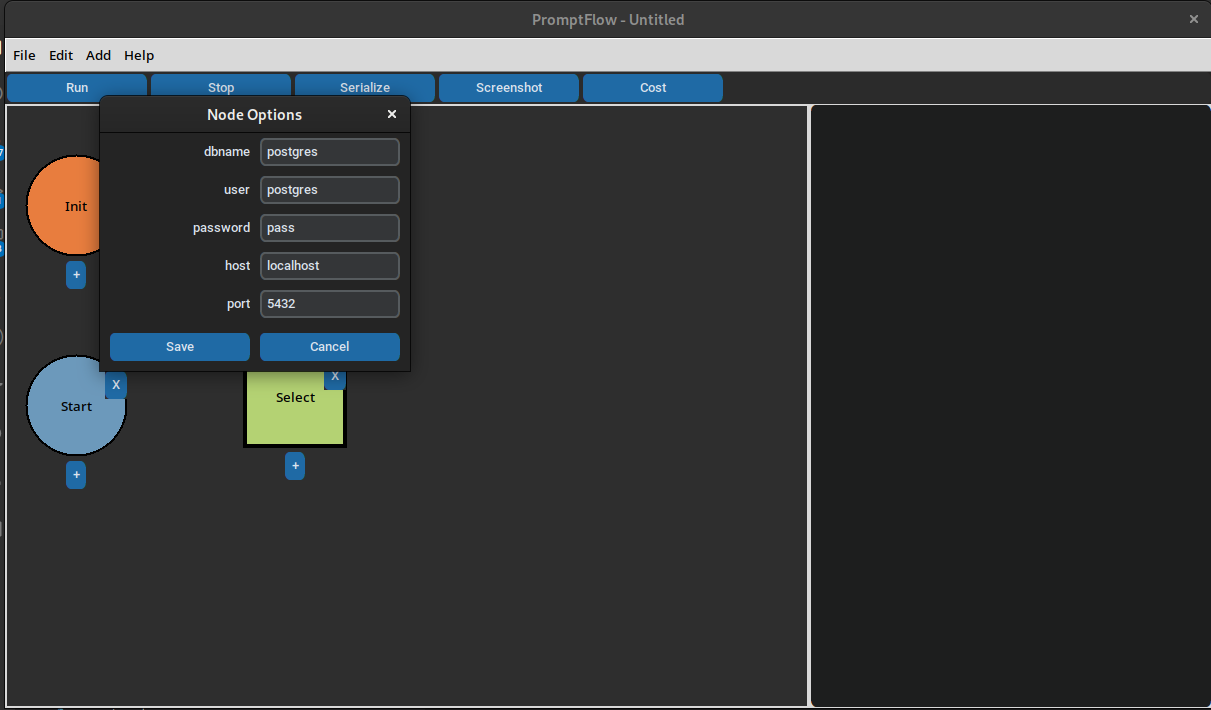 PromptFlow - Untitled
File Edit Add Help
Run Stop Serialize Screenshot Cost
Node Options
dbname postgres
user postgres
password pass
host localhost
port 5432
Save Cancel
Init
+
X
Start
+
X
Select
+